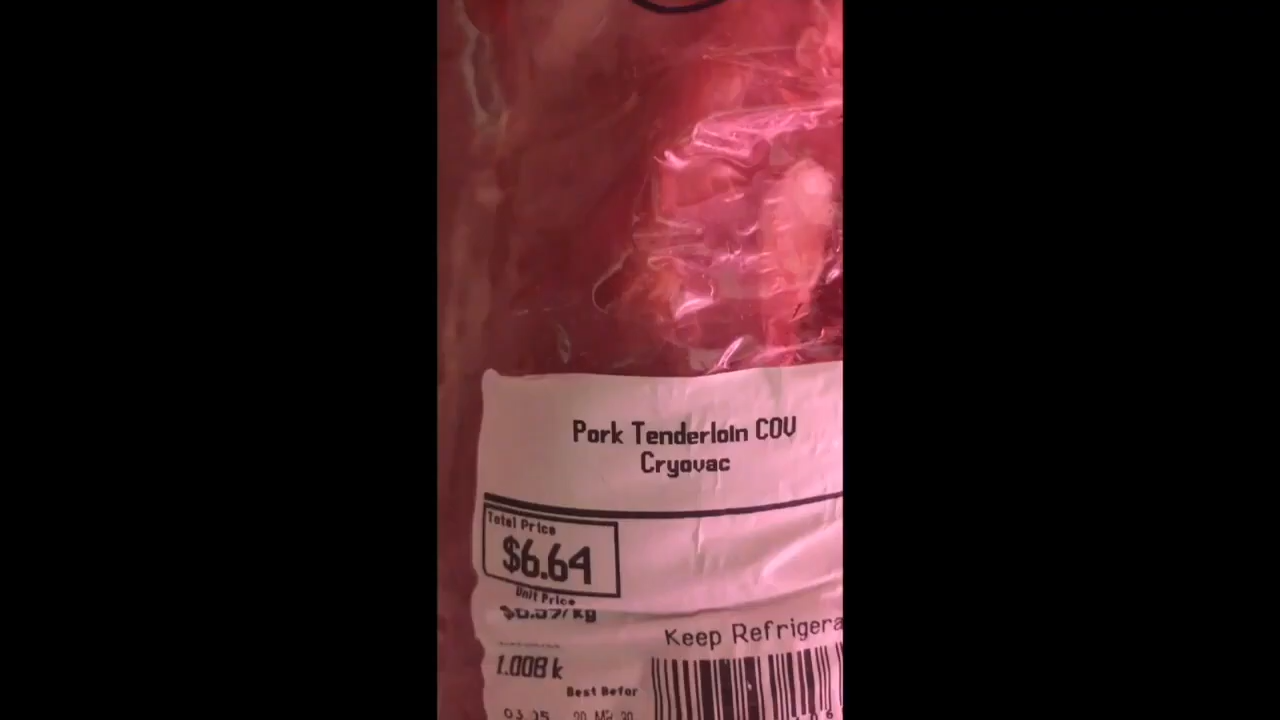 Pork Tenderloin COV
Cryovac
Total Price
$6.64
Unit Price
Keep Refrigera
1.008 k
Best Befor